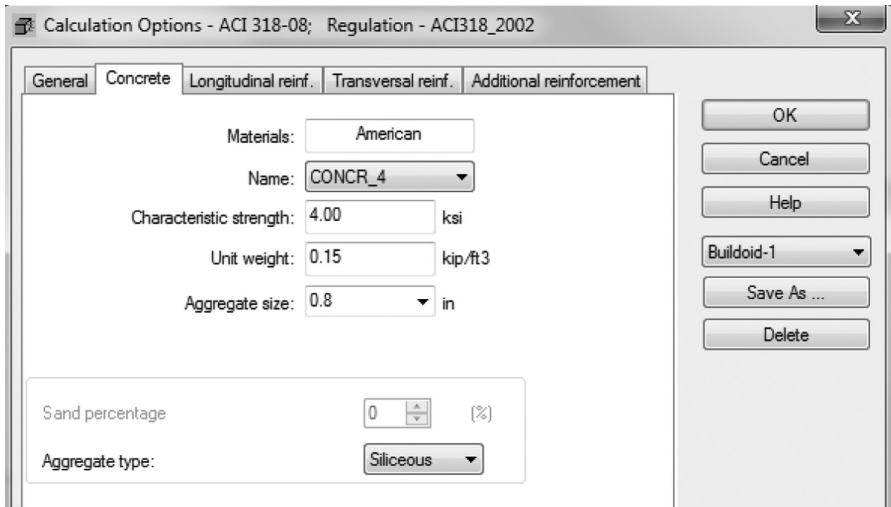 Calculation Options - ACI 318-08; Regulation - ACI318_2002
X
General Concrete Longitudinal reinf. Transversal reinf. Additional reinforcement
Materials: American
Name: CONCR_4
Characteristic strength: 4.00 ksi
Unit weight: 0.15 kip/ft3
Aggregate size: 0.8 in
Sand percentage 0 (%)
Aggregate type: Siliceous
OK
Cancel
Help
Buildoid-1
Save As ...
Delete